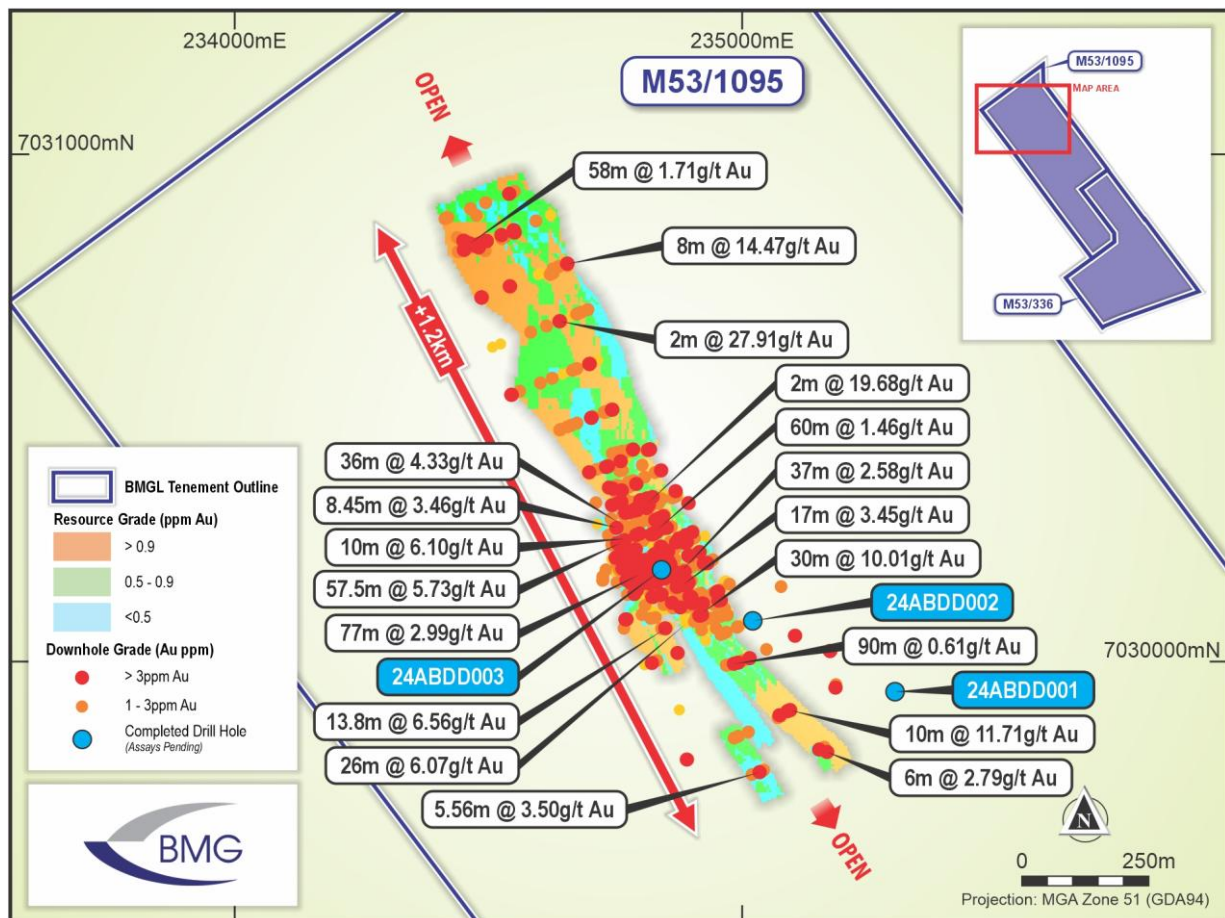 234000mE
235000mE
M53/1095
M53/1095
MAP AREA
M53/336
7031000mN
OPEN
58m @ 1.71g/t Au
8m @ 14.47g/t Au
+1.2km
2m @ 27.91g/t Au
2m @ 19.68g/t Au
60m @ 1.46g/t Au
37m @ 2.58g/t Au
17m @ 3.45g/t Au
30m @ 10.01g/t Au
24ABDD002
90m @ 0.61g/t Au
7030000mN
24ABDD001
10m @ 11.71g/t Au
6m @ 2.79g/t Au
36m @ 4.33g/t Au
8.45m @ 3.46g/t Au
10m @ 6.10g/t Au
57.5m @ 5.73g/t Au
77m @ 2.99g/t Au
24ABDD003
13.8m @ 6.56g/t Au
26m @ 6.07g/t Au
5.56m @ 3.50g/t Au
OPEN
BMGL Tenement Outline
Resource Grade (ppm Au)
> 0.9
0.5 - 0.9
<0.5
Downhole Grade (Au ppm)
> 3ppm Au
1 - 3ppm Au
Completed Drill Hole
(Assays Pending)
BMG
N
0 250m
Projection: MGA Zone 51 (GDA94)